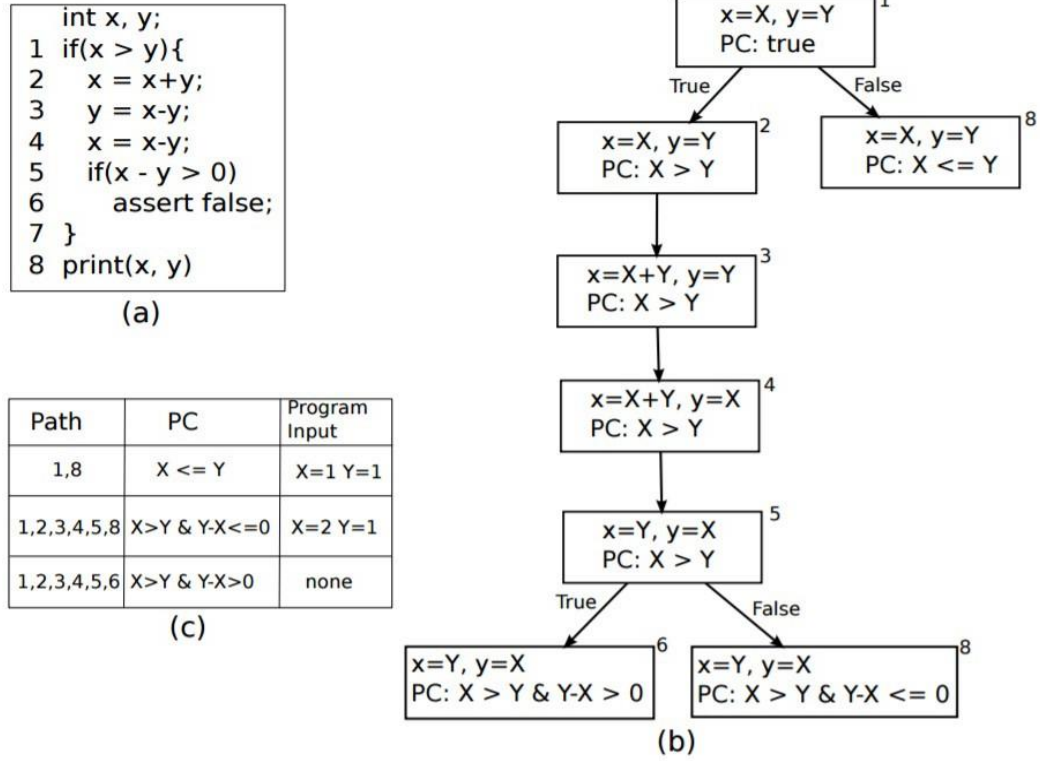 int x, y;
1 if(x > y){
2 x = x+y;
3 y = x-y;
4 x = x-y;
5 if(x - y > 0)
6 assert false;
7 }
8 print(x, y)
(a)
Path PC Program Input
1,8 X <= Y X=1 Y=1
1,2,3,4,5,8 X>Y & Y-X<=0 X=2 Y=1
1,2,3,4,5,6 X>Y & Y-X>0 none
(c)
1
x=X, y=Y
PC: true
True False
2
x=X, y=Y
PC: X > Y
8
x=X, y=Y
PC: X <= Y
3
x=X+Y, y=Y
PC: X > Y
4
x=X+Y, y=X
PC: X > Y
5
x=Y, y=X
PC: X > Y
True False
6
x=Y, y=X
PC: X > Y & Y-X > 0
8
x=Y, y=X
PC: X > Y & Y-X <= 0
(b)